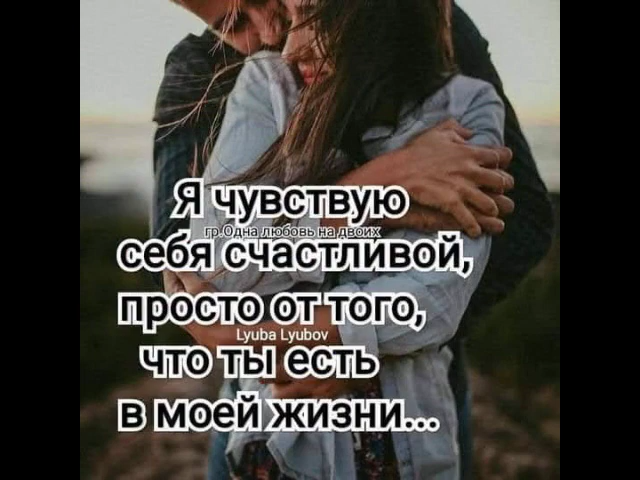 Я чувствую
гр.Одна любовь на двоих
себя счастливой,
просто от того,
Lyuba Lyubov
что ты есть
в моей жизни...